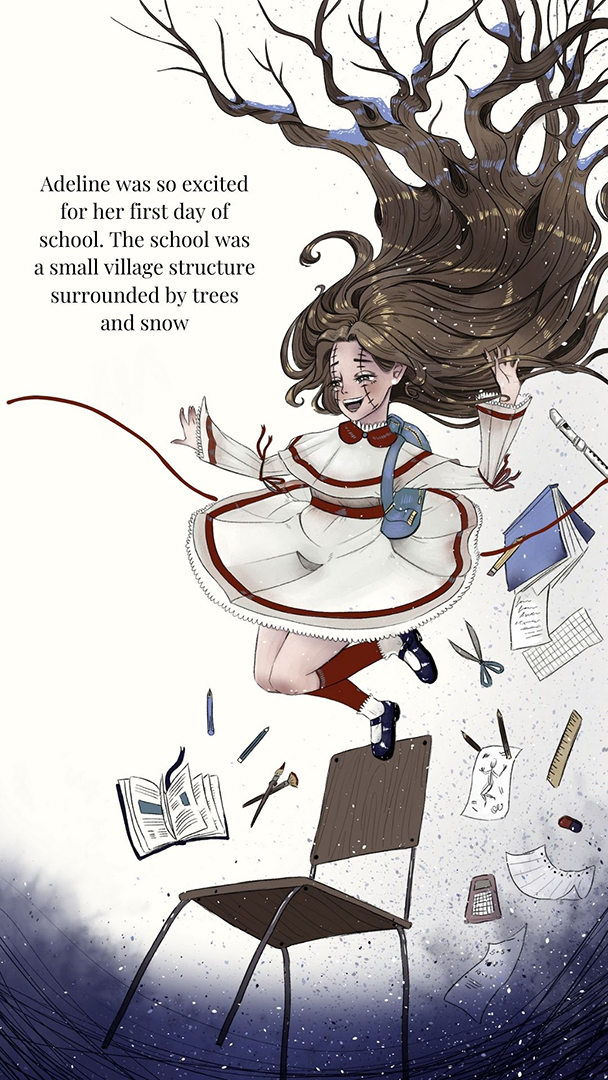 Adeline was so excited
for her first day of
school. The school was
a small village structure
surrounded by trees
and snow